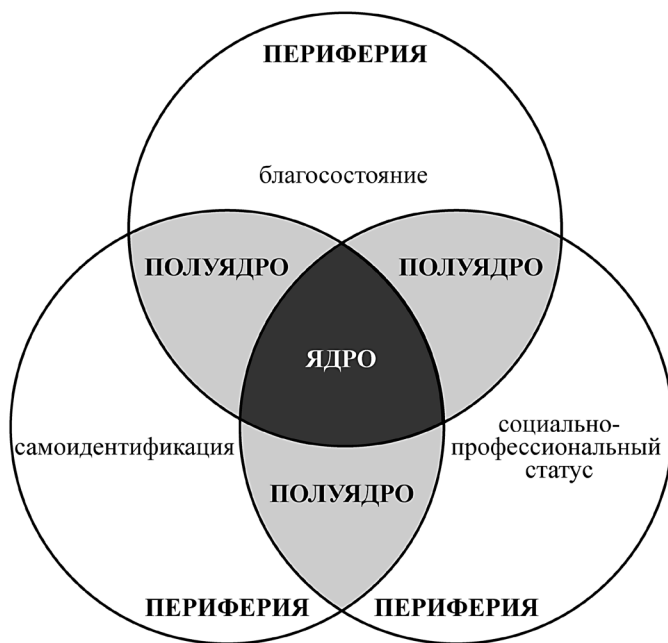 ПЕРИФЕРИЯ
благосостояние
ПОЛУЯДРО
ПОЛУЯДРО
ЯДРО
самоидентификация
социально-
профессиональный
статус
ПОЛУЯДРО
ПЕРИФЕРИЯ
ПЕРИФЕРИЯ